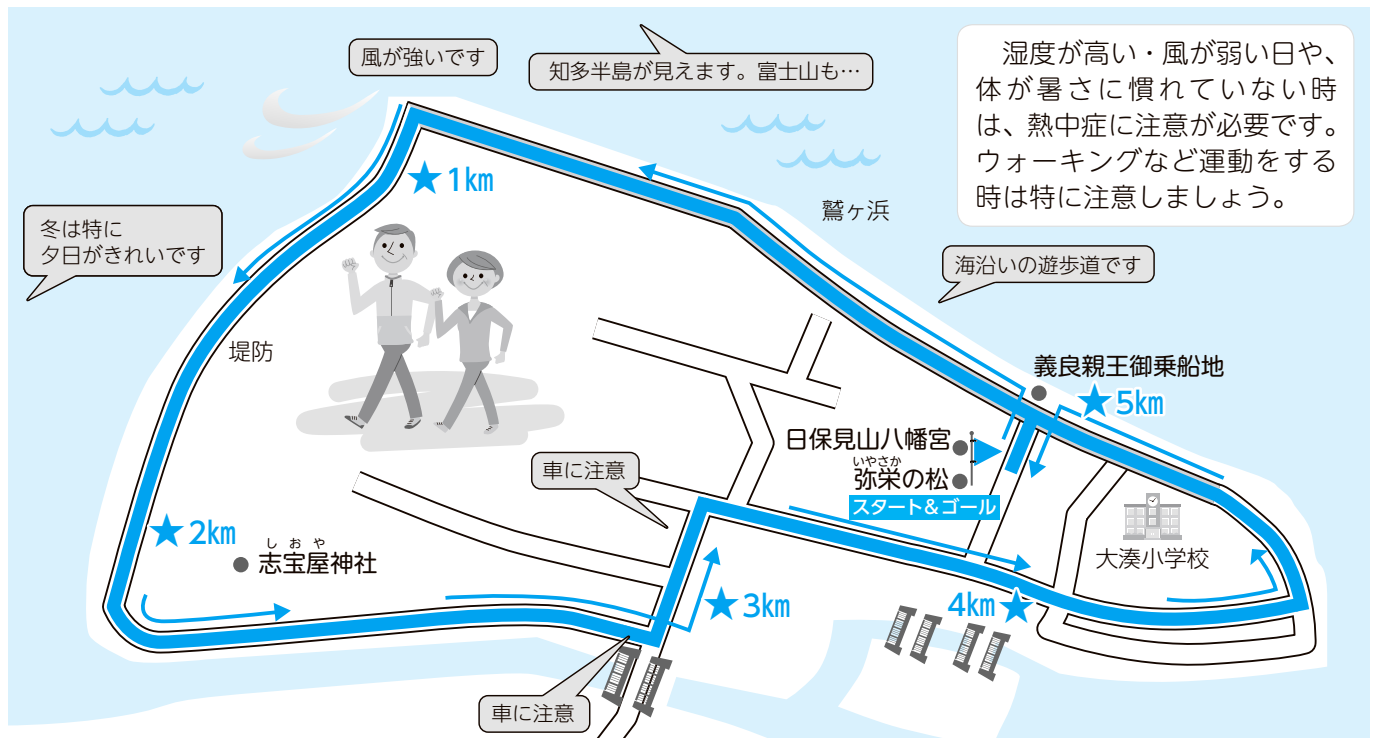 風が強いです
知多半島が見えます。富士山も…
湿度が高い・風が弱い日や、
体が暑さに慣れていない時
は、熱中症に注意が必要です。
ウォーキングなど運動をする
時は特に注意しましょう。
★1km
鷲ヶ浜
冬は特に
夕日がきれいです
海沿いの遊歩道です
堤防
義良親王御乗船地
★5km
日保見山八幡宮
いやさか
弥栄の松
スタート&ゴール
車に注意
★2km
しおや
志宝屋神社
大湊小学校
★3km
4km★
車に注意